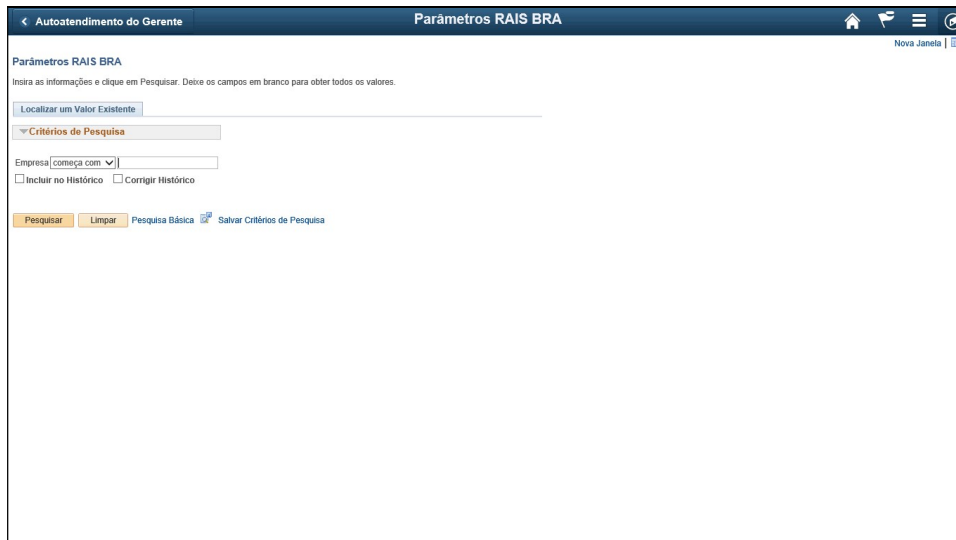 Autoatendimento do Gerente
Parâmetros RAIS BRA
Nova Janela |
Parâmetros RAIS BRA
Insira as informações e clique em Pesquisar. Deixe os campos em branco para obter todos os valores.
Localizar um Valor Existente
Critérios de Pesquisa
Empresa começa com
Incluir no Histórico Corrigir Histórico
Pesquisar Limpar Pesquisa Básica Salvar Critérios de Pesquisa